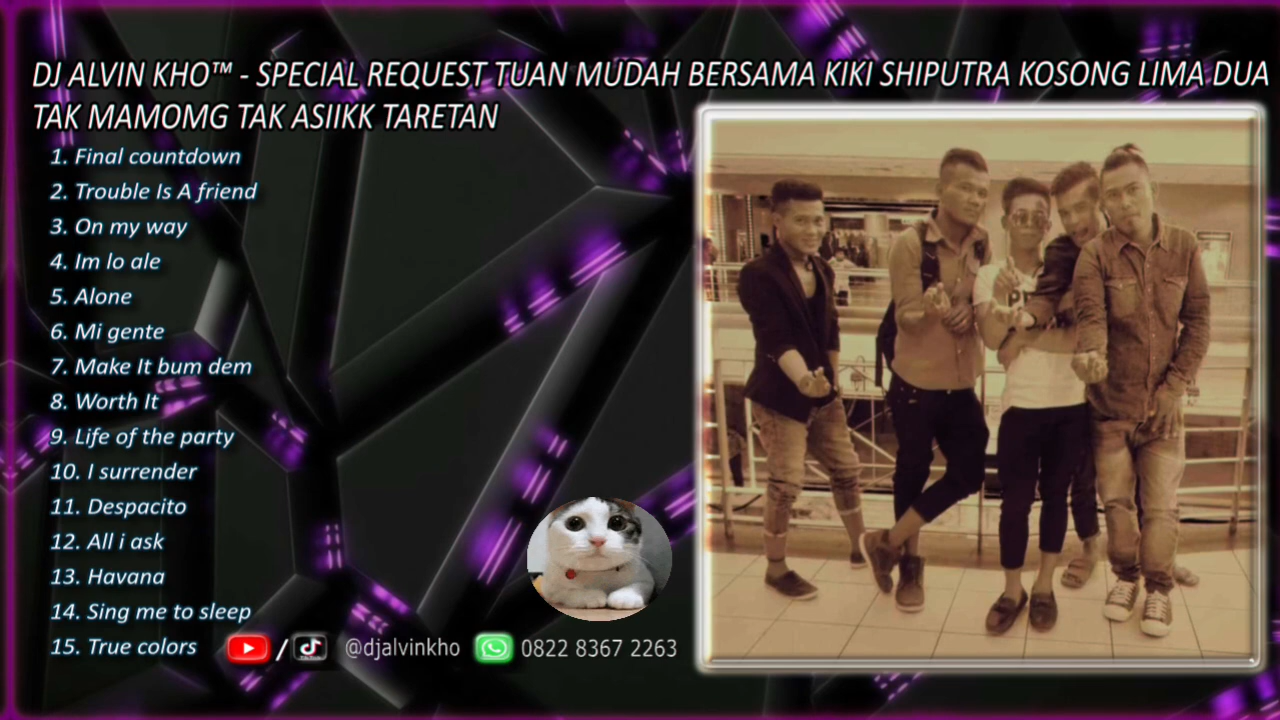 DJ ALVIN KHO™ - SPECIAL REQUEST TUAN MUDAH BERSAMA KIKI SHIPUTRA KOSONG LIMA DUA
TAK MAMOMG TAK ASIIKK TARETAN
1. Final countdown
2. Trouble Is A friend
3. On my way
4. Im lo ale
5. Alone
6. Mi gente
7. Make It bum dem
8. Worth It
9. Life of the party
10. I surrender
11. Despacito
12. All i ask
13. Havana
14. Sing me to sleep
15. True colors
/ @djalvinkho 0822 8367 2263